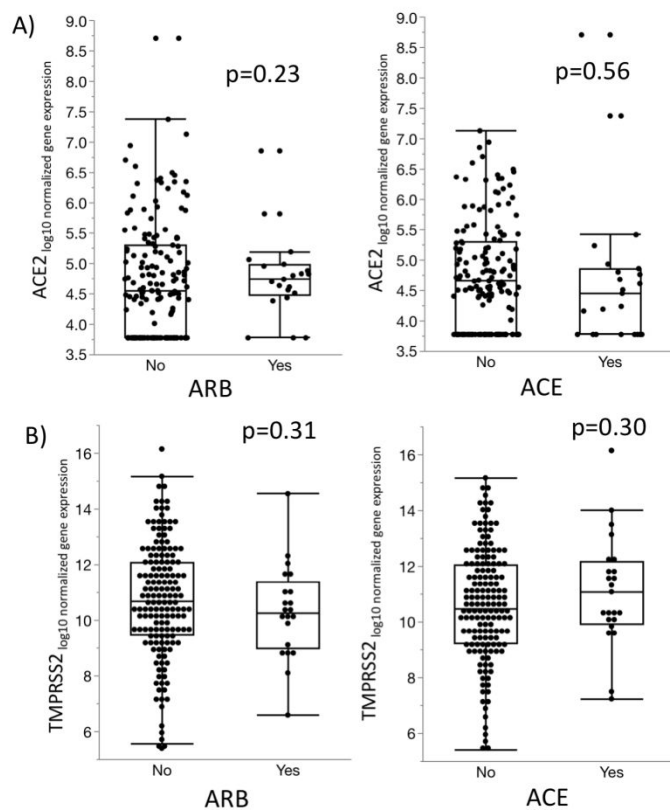 A)
p=0.23
p=0.56
ACE2 log10 normalized gene expression
9.0
8.5
8.0
7.5
7.0
6.5
6.0
5.5
5.0
4.5
4.0
3.5
No Yes
ARB
ACE2 log10 normalized gene expression
9.0
8.5
8.0
7.5
7.0
6.5
6.0
5.5
5.0
4.5
4.0
3.5
No Yes
ACE
B)
p=0.31
p=0.30
TMPRSS2 log10 normalized gene expression
16
14
12
10
8
6
No Yes
ARB
TMPRSS2 log10 normalized gene expression
16
14
12
10
8
6
No Yes
ACE